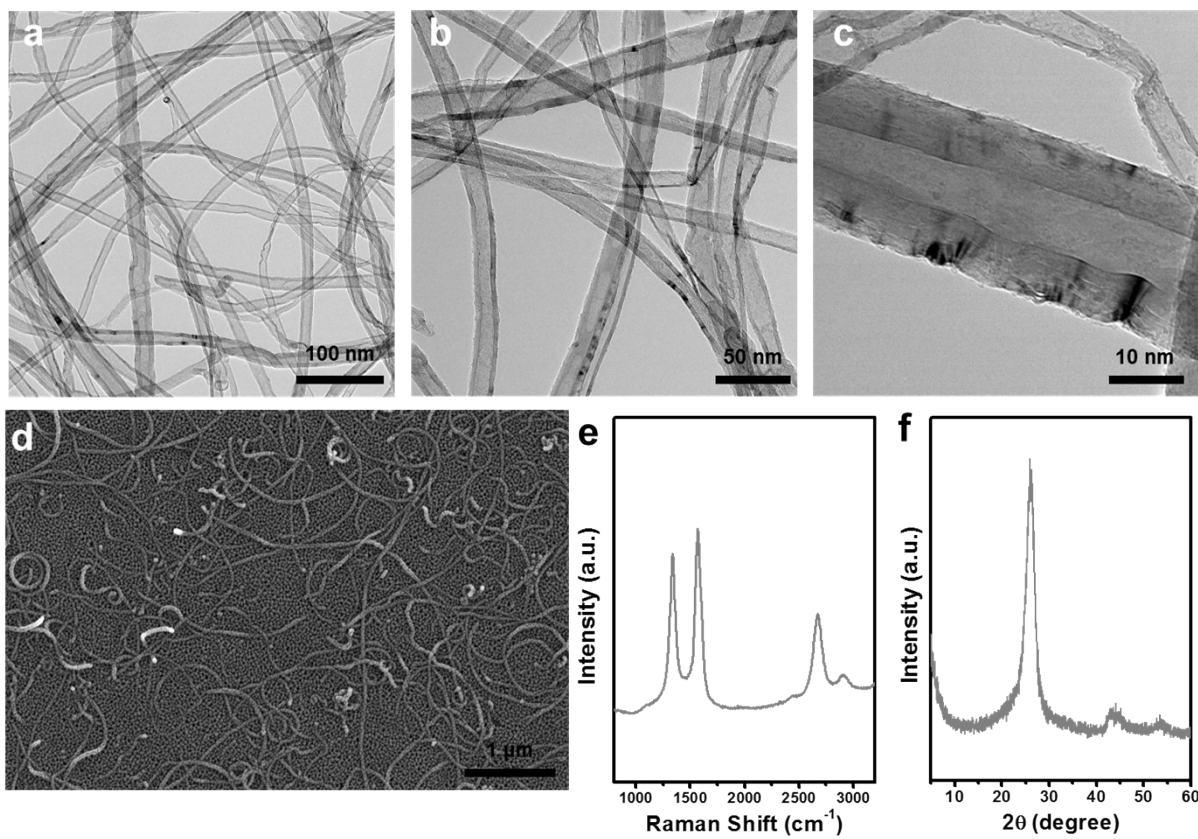 a
b
c
100 nm
50 nm
10 nm
d
e
f
1 μm
Intensity (a.u.)
Intensity (a.u.)
1000 1500 2000 2500 3000
10 20 30 40 50 60
Raman Shift (cm⁻¹)
2θ (degree)